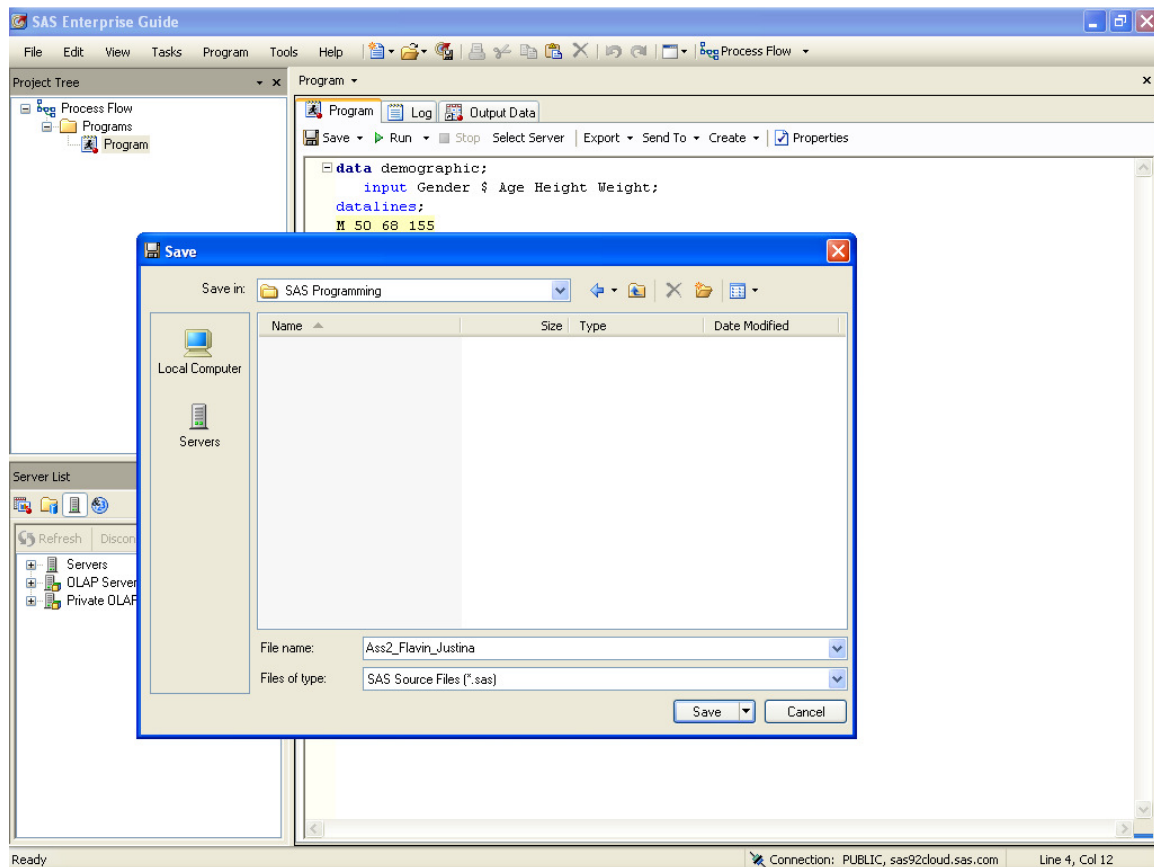 SAS Enterprise Guide
File Edit View Tasks Program Tools Help Process Flow
Project Tree
Program
Process Flow
Programs
Program
Program Log Output Data
Save Run Stop Select Server Export Send To Create Properties
data demographic;
input Gender $ Age Height Weight;
datalines;
M 50 68 155
Save
Save in: SAS Programming
Name Size Type Date Modified
Local Computer
Servers
File name: Ass2_Flavin_Justina
Files of type: SAS Source Files (*.sas)
Save Cancel
Server List
Refresh Discon
Servers
OLAP Server
Private OLAP
Ready
Connection: PUBLIC, sas92cloud.sas.com Line 4, Col 12